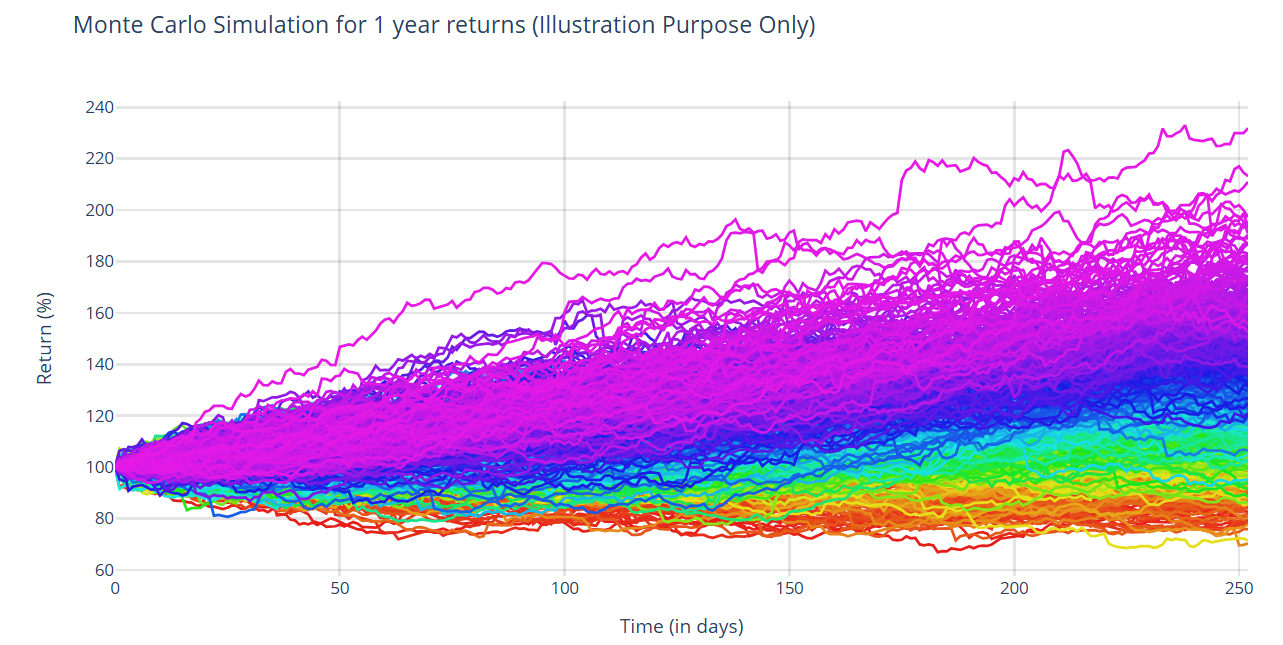 Monte Carlo Simulation for 1 year returns (Illustration Purpose Only)
240
220
200
180
160
140
120
100
80
60
Return (%)
0 50 100 150 200 250
Time (in days)